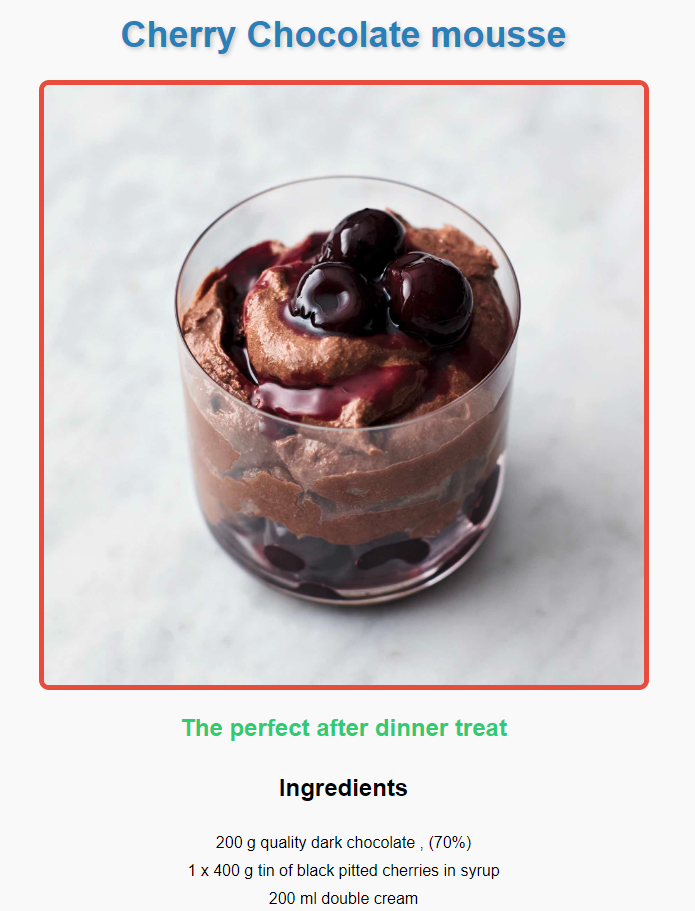 Cherry Chocolate mousse
The perfect after dinner treat
Ingredients
200 g quality dark chocolate , (70%)
1 x 400 g tin of black pitted cherries in syrup
200 ml double cream